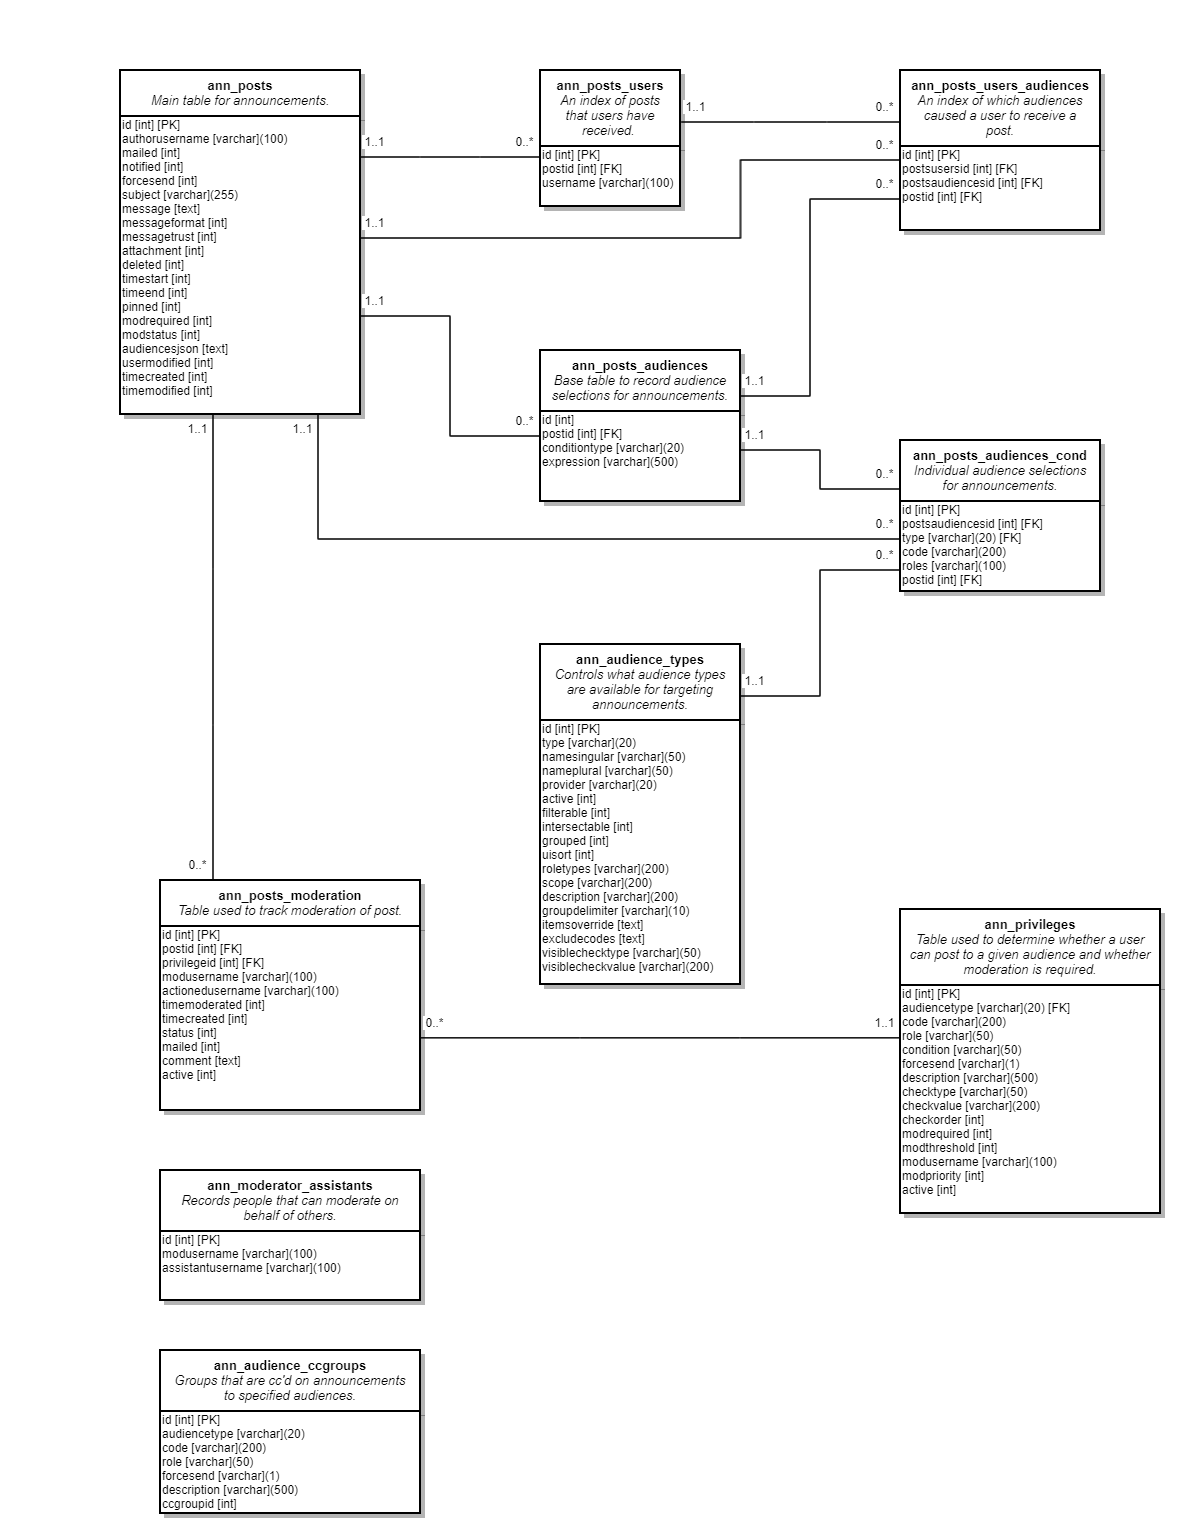 ann_posts
Main table for announcements.
id [int] [PK]
authorusername [varchar](100)
mailed [int]
notified [int]
forcesend [int]
subject [varchar](255)
message [text]
messageformat [int]
messagetrust [int]
attachment [int]
deleted [int]
timestart [int]
timeend [int]
pinned [int]
modrequired [int]
modstatus [int]
audiencesjson [text]
usermodified [int]
timecreated [int]
timemodified [int]
1..1
0..*
1..1
1..1
1..1
1..1
ann_posts_users
An index of posts
that users have
received.
id [int] [PK]
postid [int] [FK]
username [varchar](100)
1..1
0..*
0..*
0..*
ann_posts_users_audiences
An index of which audiences
caused a user to receive a
post.
id [int] [PK]
postsusersid [int] [FK]
postsaudiencesid [int] [FK]
postid [int] [FK]
0..*
ann_posts_audiences
Base table to record audience
selections for announcements.
id [int]
postid [int] [FK]
conditiontype [varchar](20)
expression [varchar](500)
1..1
1..1
0..*
0..*
0..*
ann_posts_audiences_cond
Individual audience selections
for announcements.
id [int] [PK]
postsaudiencesid [int] [FK]
type [varchar](20) [FK]
code [varchar](200)
roles [varchar](100)
postid [int] [FK]
ann_audience_types
Controls what audience types
are available for targeting
announcements.
id [int] [PK]
type [varchar](20)
namesingular [varchar](50)
nameplural [varchar](50)
provider [varchar](20)
active [int]
filterable [int]
intersectable [int]
grouped [int]
uisort [int]
roletypes [varchar](200)
scope [varchar](200)
description [varchar](200)
groupdelimiter [varchar](10)
itemsoverride [text]
excludecodes [text]
visiblechecktype [varchar](50)
visiblecheckvalue [varchar](200)
1..1
0..*
ann_posts_moderation
Table used to track moderation of post.
id [int] [PK]
postid [int] [FK]
privilegeid [int] [FK]
modusername [varchar](100)
actionedusername [varchar](100)
timemoderated [int]
timecreated [int]
status [int]
mailed [int]
comment [text]
active [int]
0..*
1..1
ann_privileges
Table used to determine whether a user
can post to a given audience and whether
moderation is required.
id [int] [PK]
audiencetype [varchar](20) [FK]
code [varchar](200)
role [varchar](50)
condition [varchar](50)
forcesend [varchar](1)
description [varchar](500)
checktype [varchar](50)
checkvalue [varchar](200)
checkorder [int]
modrequired [int]
modthreshold [int]
modusername [varchar](100)
modpriority [int]
active [int]
ann_moderator_assistants
Records people that can moderate on
behalf of others.
id [int] [PK]
modusername [varchar](100)
assistantusername [varchar](100)
ann_audience_ccgroups
Groups that are cc'd on announcements
to specified audiences.
id [int] [PK]
audiencetype [varchar](20)
code [varchar](200)
role [varchar](50)
forcesend [varchar](1)
description [varchar](500)
ccgroupid [int]